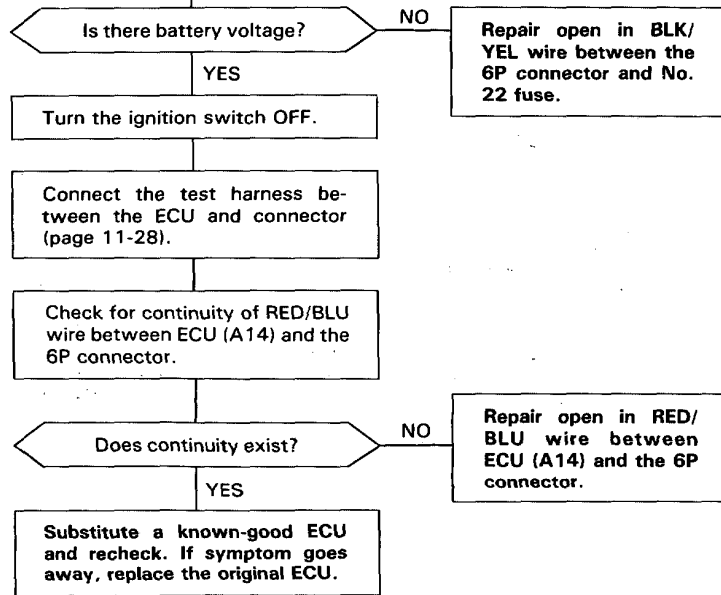 Is there battery voltage?
NO
Repair open in BLK/
YEL wire between the
6P connector and No.
22 fuse.
YES
Turn the ignition switch OFF.
Connect the test harness be-
tween the ECU and connector
(page 11-28).
Check for continuity of RED/BLU
wire between ECU (A14) and the
6P connector.
Does continuity exist?
NO
Repair open in RED/
BLU wire between
ECU (A14) and the 6P
connector.
YES
Substitute a known-good ECU
and recheck. If symptom goes
away, replace the original ECU.